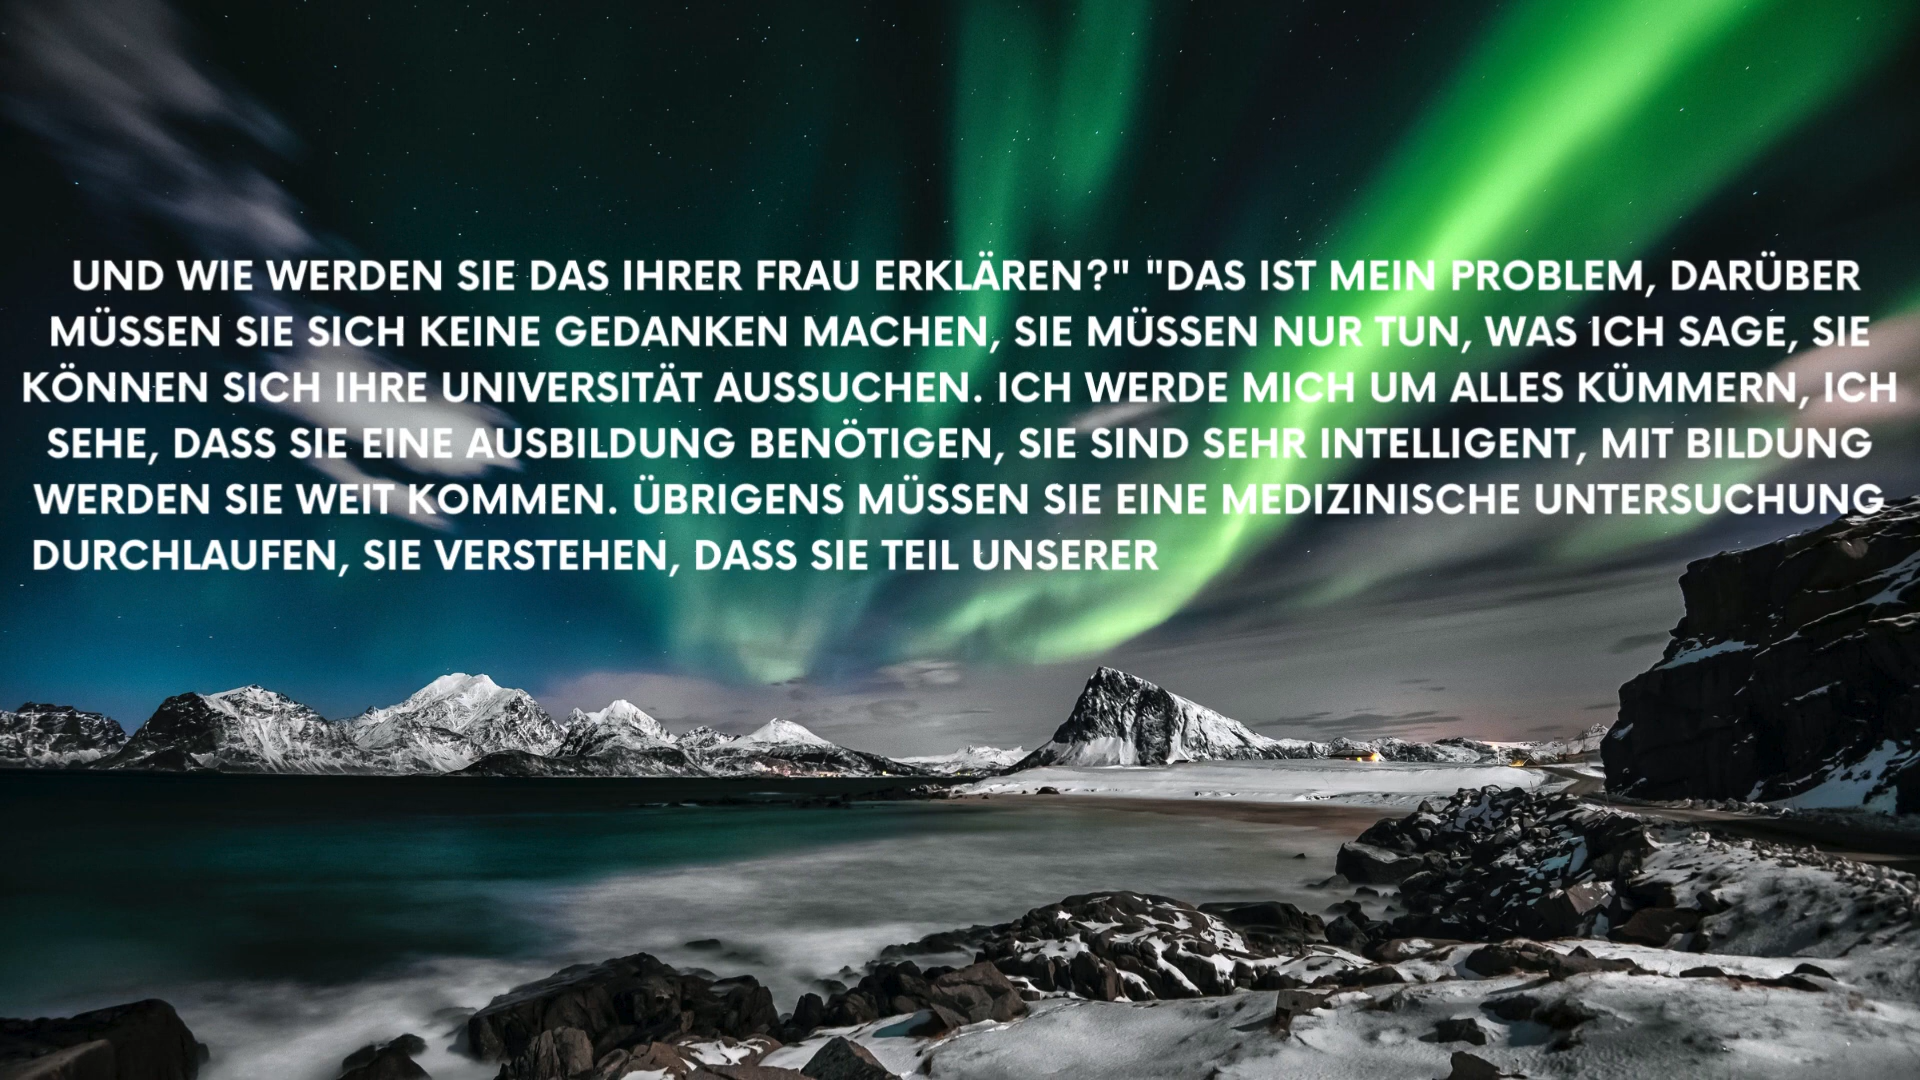 UND WIE WERDEN SIE DAS IHRER FRAU ERKLÄREN?" "DAS IST MEIN PROBLEM, DARÜBER
MÜSSEN SIE SICH KEINE GEDANKEN MACHEN, SIE MÜSSEN NUR TUN, WAS ICH SAGE, SIE
KÖNNEN SICH IHRE UNIVERSITÄT AUSSUCHEN. ICH WERDE MICH UM ALLES KÜMMERN, ICH
SEHE, DASS SIE EINE AUSBILDUNG BENÖTIGEN, SIE SIND SEHR INTELLIGENT, MIT BILDUNG
WERDEN SIE WEIT KOMMEN. ÜBRIGENS MÜSSEN SIE EINE MEDIZINISCHE UNTERSUCHUNG
DURCHLAUFEN, SIE VERSTEHEN, DASS SIE TEIL UNSERER